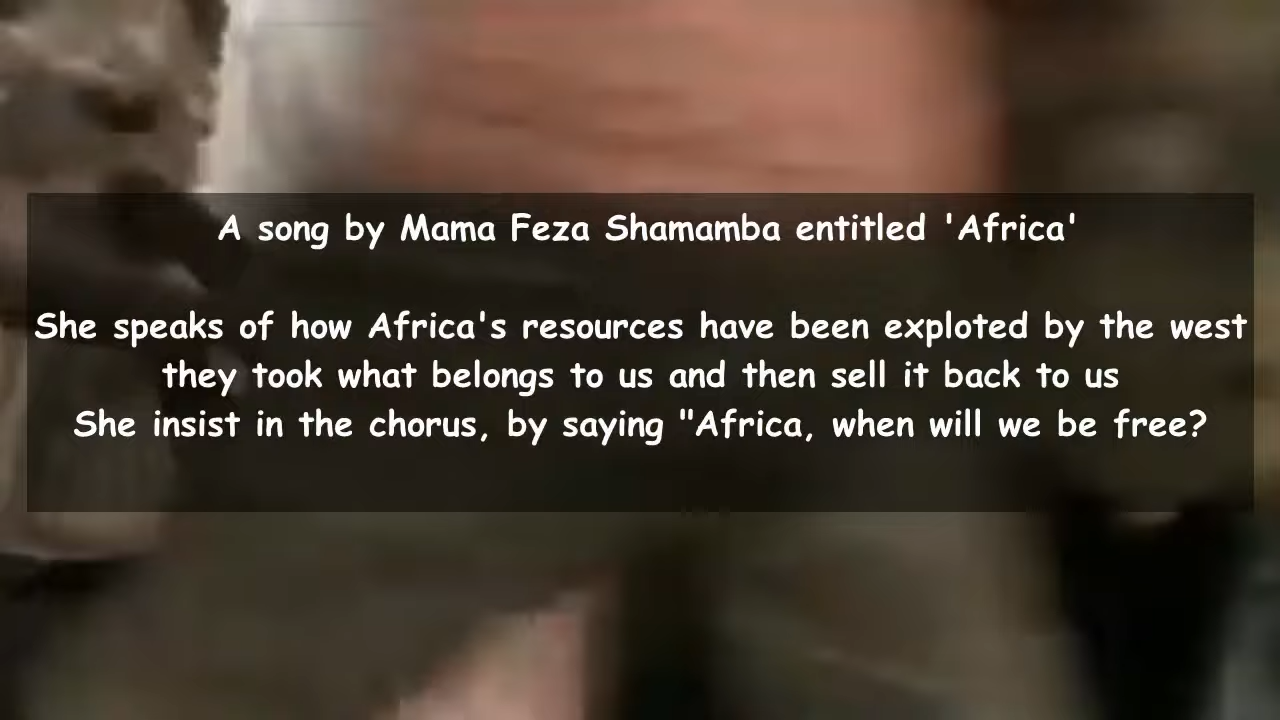 A song by Mama Feza Shamamba entitled 'Africa'
She speaks of how Africa's resources have been exploted by the west
they took what belongs to us and then sell it back to us
She insist in the chorus, by saying "Africa, when will we be free?